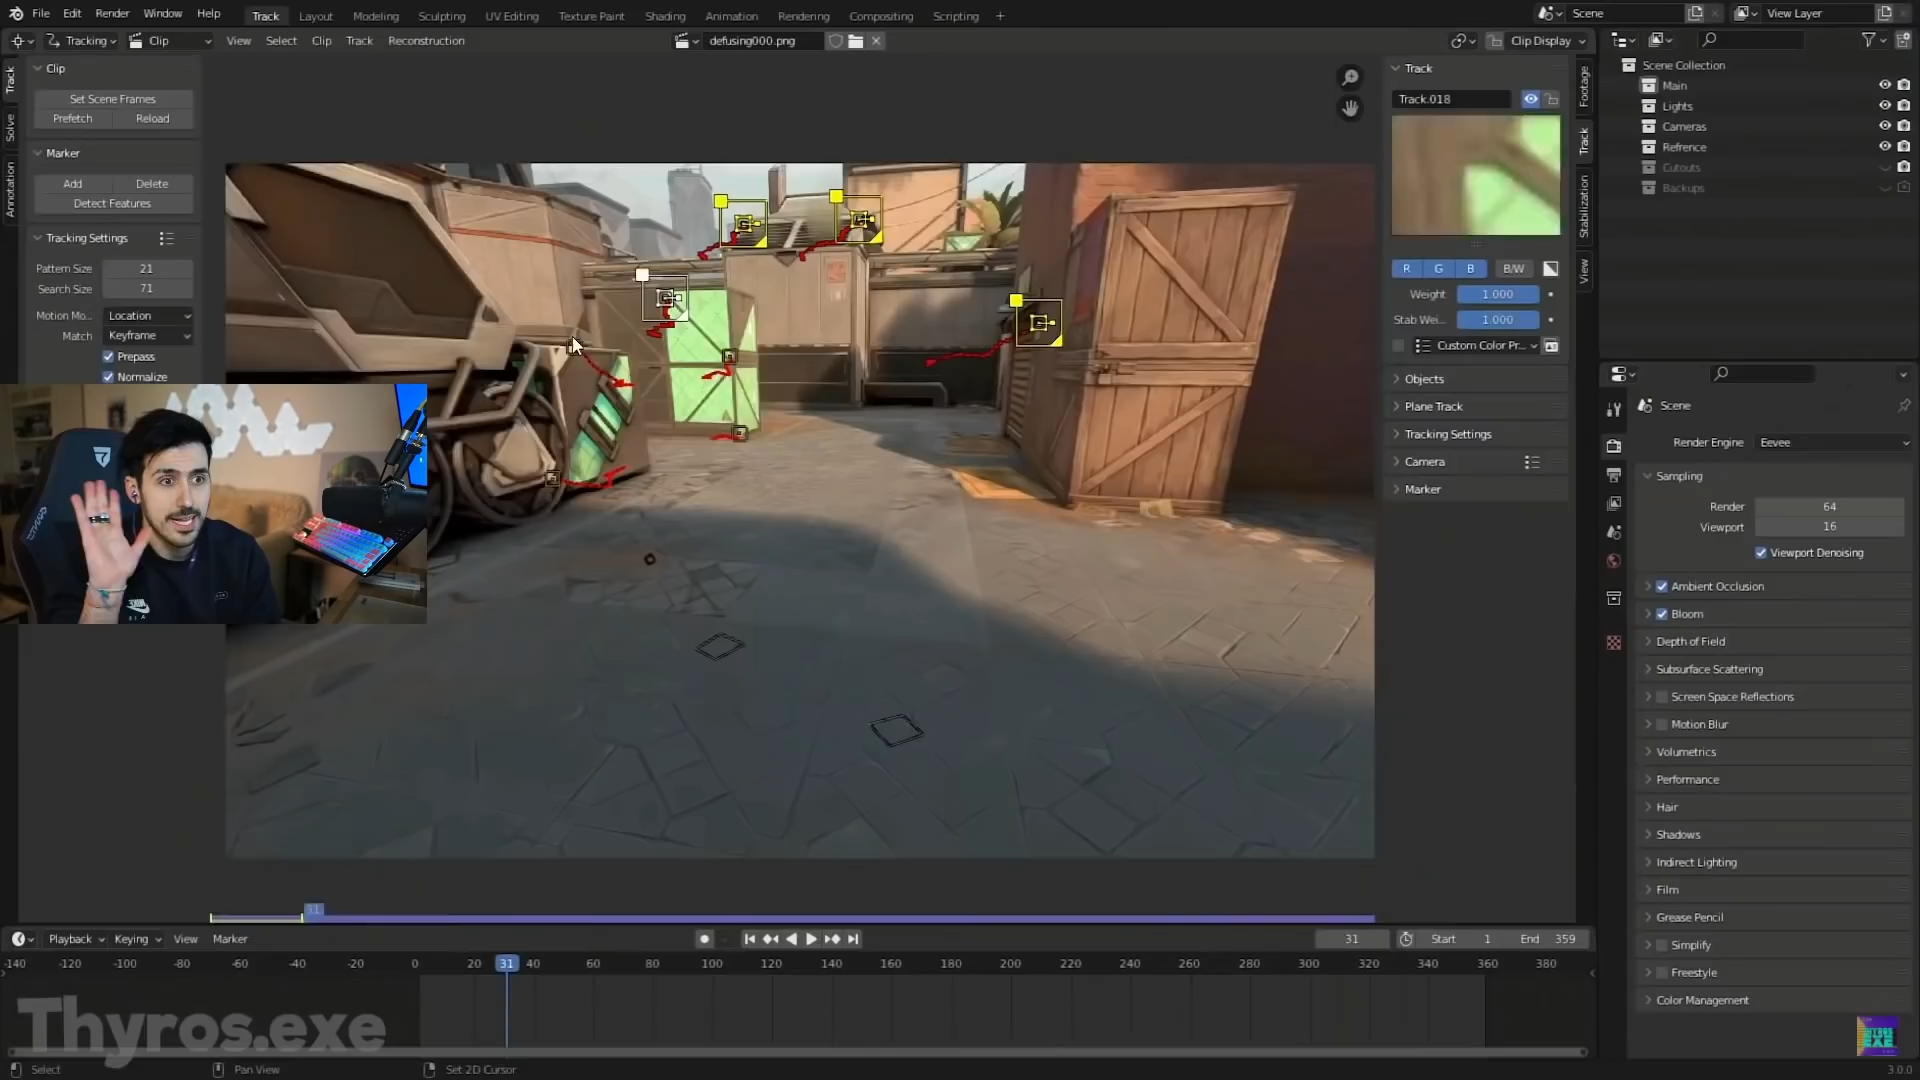 File Edit Render Window Help
Track Layout Modeling Sculpting UV Editing Texture Paint Shading Animation Rendering Compositing Scripting +
Scene
View Layer
Tracking
Clip
View Select Clip Track Reconstruction
defusing000.png
Clip Display
Track
Solve
Annotation
Clip
Set Scene Frames
Prefetch Reload
Marker
Add Delete
Detect Features
Tracking Settings
Pattern Size 21
Search Size 71
Motion Mo... Location
Match Keyframe
Prepass
Normalize
Track
Track.018
R G B B/W
Weight 1.000
Stab Wei... 1.000
Custom Color Pr...
Objects
Plane Track
Tracking Settings
Camera
Marker
Footage
Track
Stabilization
View
Scene Collection
Main
Lights
Cameras
Refrence
Cutouts
Backups
Scene
Render Engine Eevee
Sampling
Render 64
Viewport 16
Viewport Denoising
Ambient Occlusion
Bloom
Depth of Field
Subsurface Scattering
Screen Space Reflections
Motion Blur
Volumetrics
Performance
Hair
Shadows
Indirect Lighting
Film
Grease Pencil
Simplify
Freestyle
Color Management
31
Playback Keying View Marker
31
Start 1 End 359
-140 -120 -100 -80 -60 -40 -20 0 20 31 40 60 80 100 120 140 160 180 200 220 240 260 280 300 320 340 360 380
Thyros.exe
Select Pan View Set 2D Cursor
3.0.0